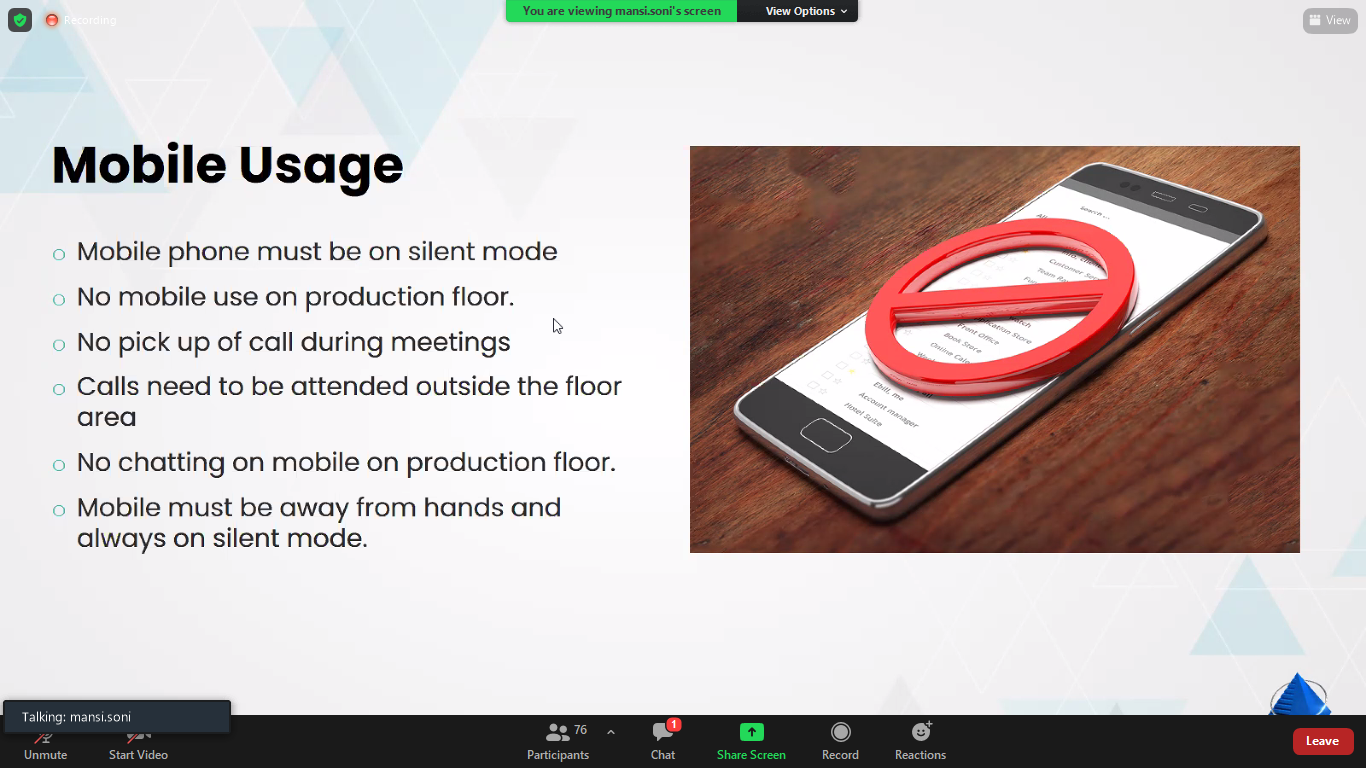 Recording
You are viewing mansi.soni's screen
View Options
View
Mobile Usage
Mobile phone must be on silent mode
No mobile use on production floor.
No pick up of call during meetings
Calls need to be attended outside the floor
area
No chatting on mobile on production floor.
Mobile must be away from hands and
always on silent mode.
Search...
Customer Ser
Team Ra
Front Office
Book Store
Online Cafe
Account manager
Hotel Suite
Talking: mansi.soni
Unmute
Start Video
76
Participants
1
Chat
Share Screen
Record
Reactions
Leave